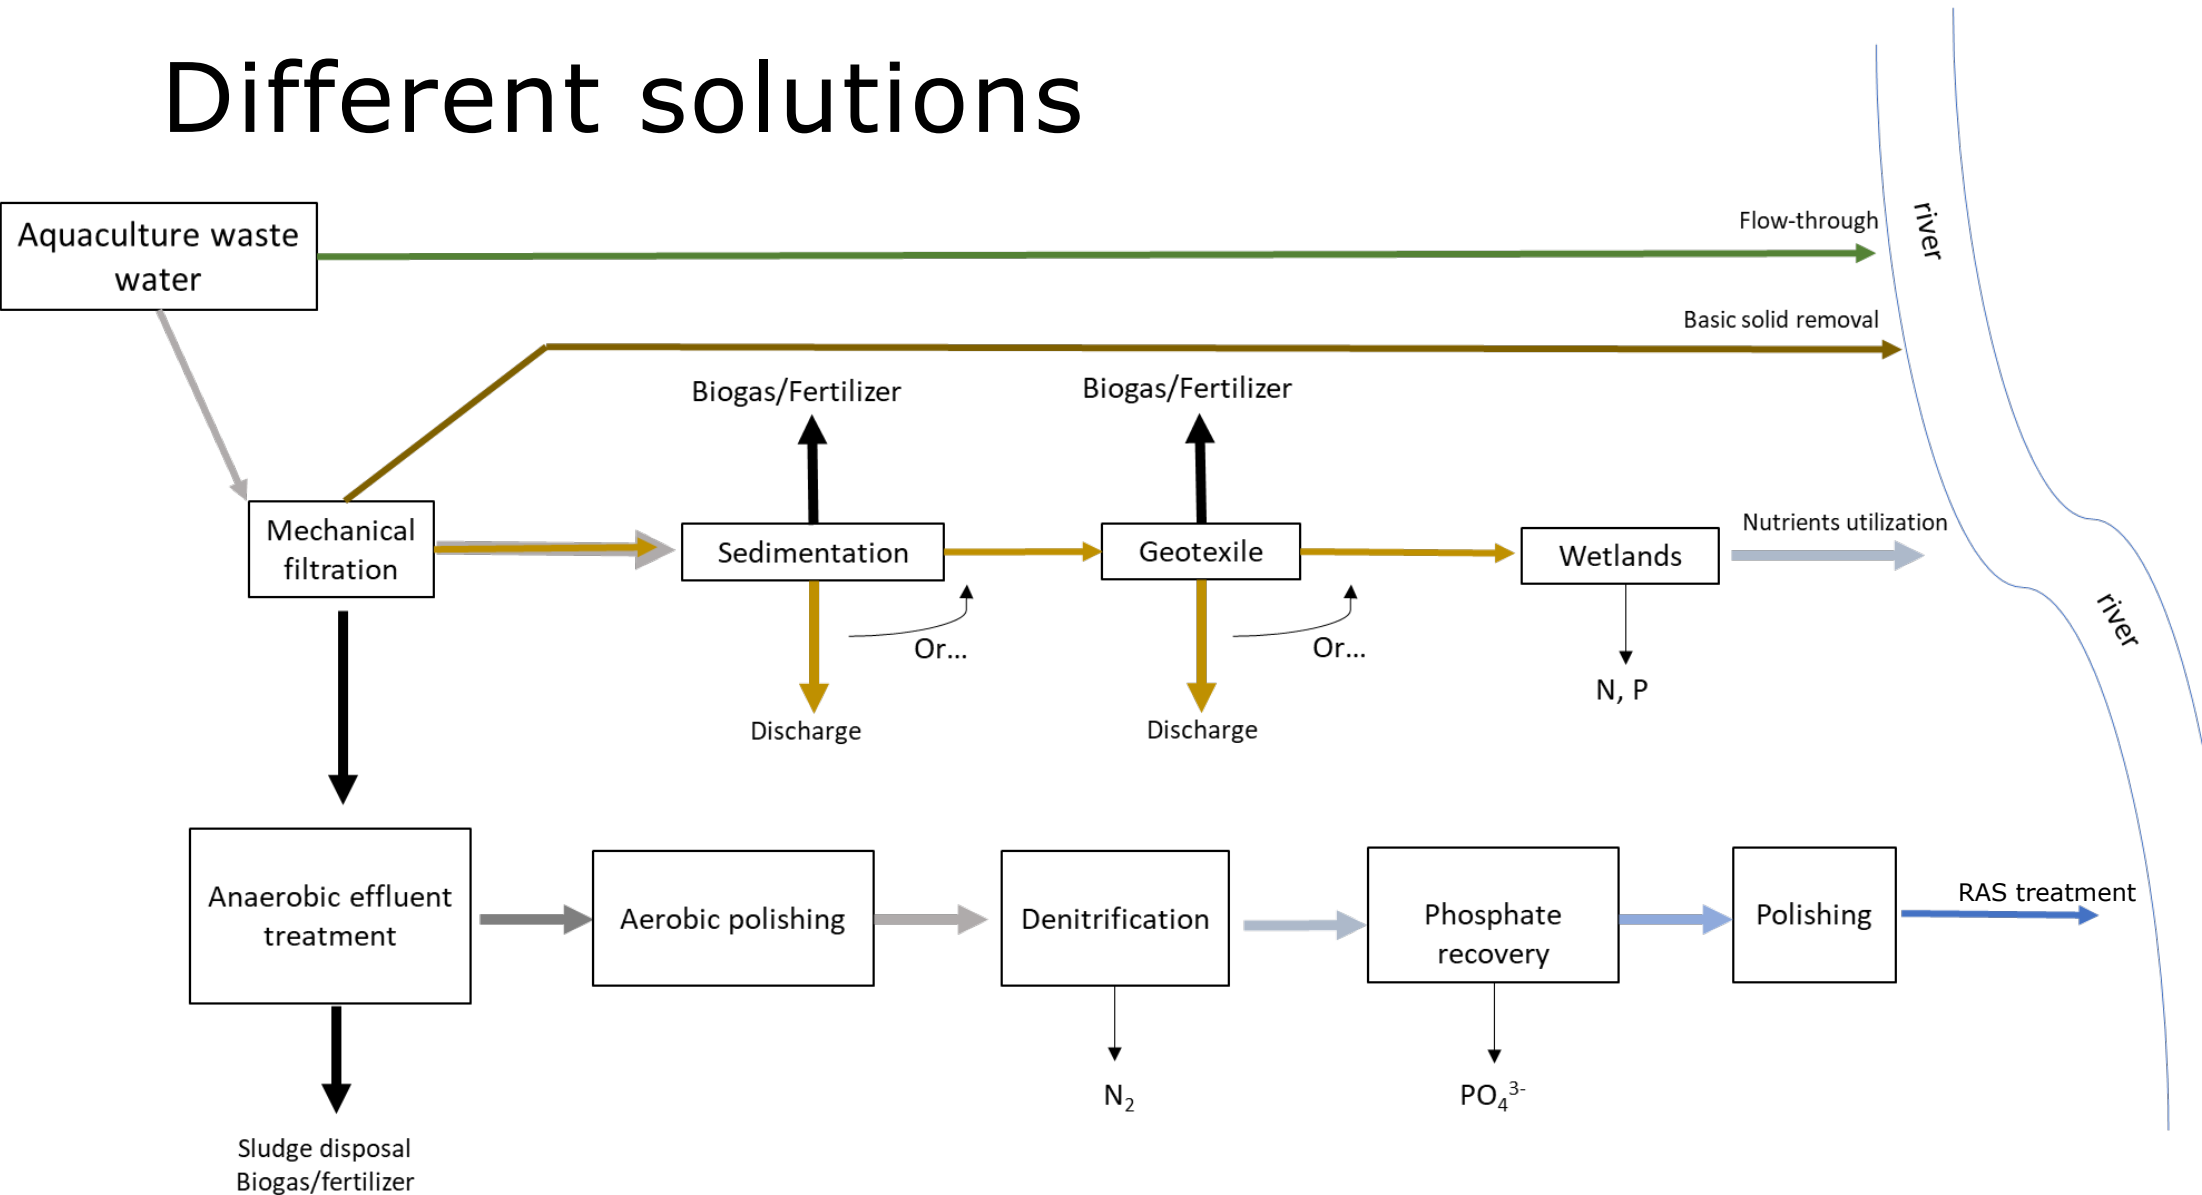 Different solutions
Aquaculture waste
water
Flow-through
river
Basic solid removal
Biogas/Fertilizer
Biogas/Fertilizer
Mechanical
filtration
Sedimentation
Geotexile
Wetlands
Nutrients utilization
river
Or...
Or...
N, P
Discharge
Discharge
Anaerobic effluent
treatment
Aerobic polishing
Denitrification
Phosphate
recovery
Polishing
RAS treatment
N₂
PO₄³⁻
Sludge disposal
Biogas/fertilizer